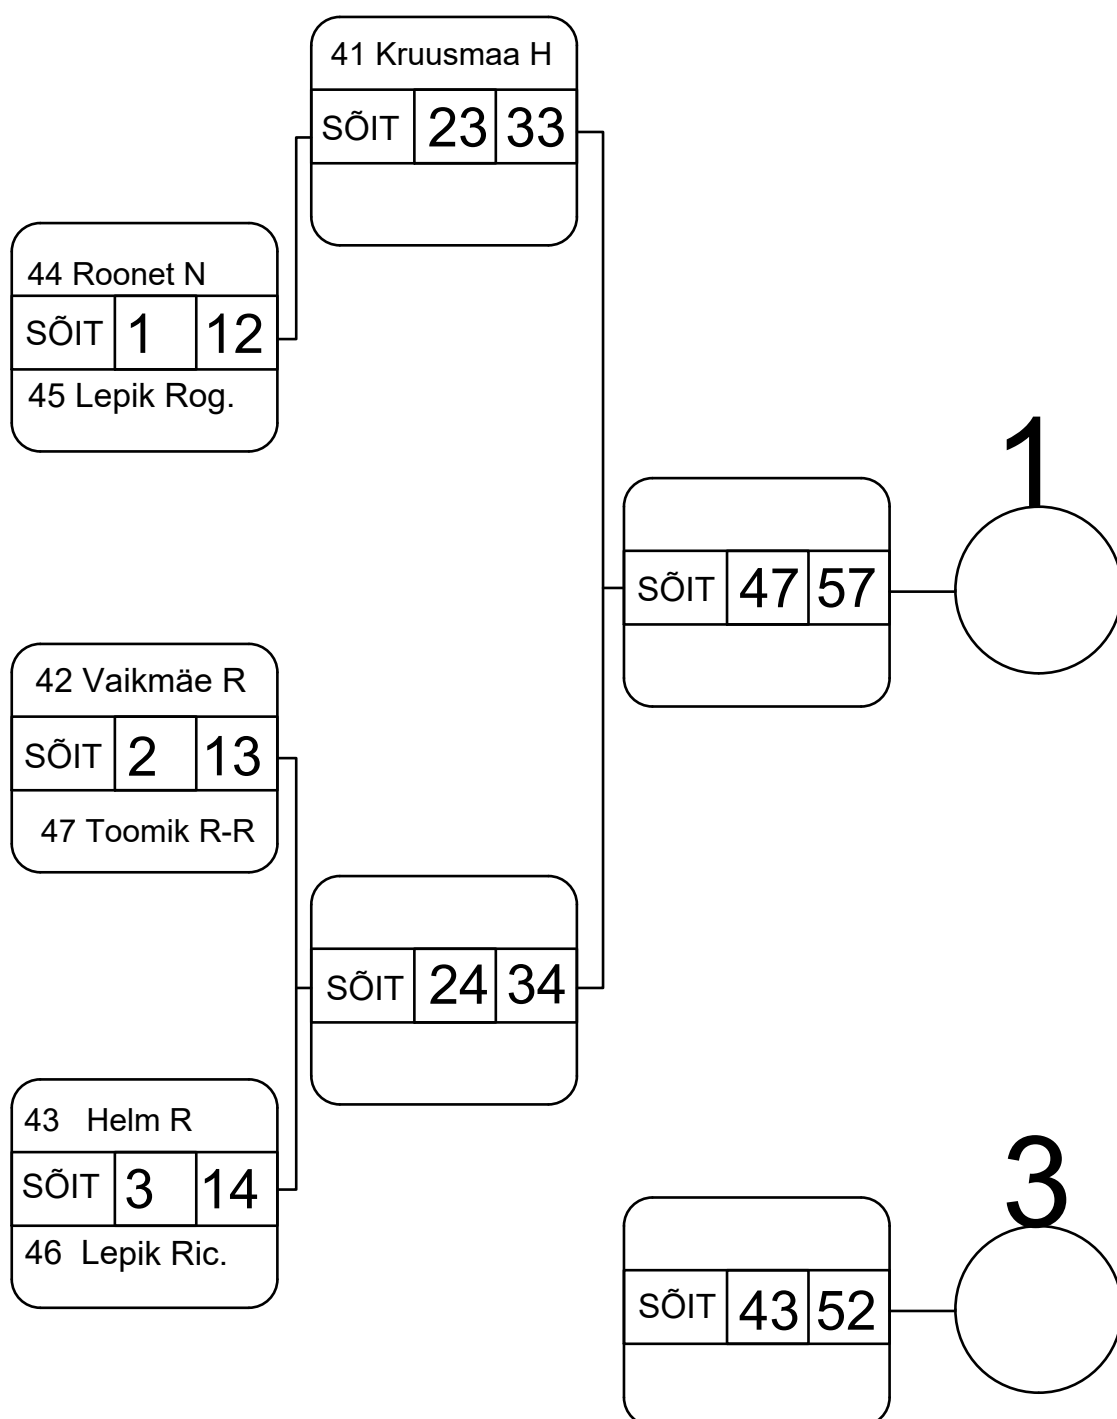 41 Kruusmaa H
SÕIT 23 33
44 Roonet N
SÕIT 1 12
45 Lepik Rog.
1
SÕIT 47 57
42 Vaikmäe R
SÕIT 2 13
47 Toomik R-R
SÕIT 24 34
43 Helm R
SÕIT 3 14
46 Lepik Ric.
3
SÕIT 43 52